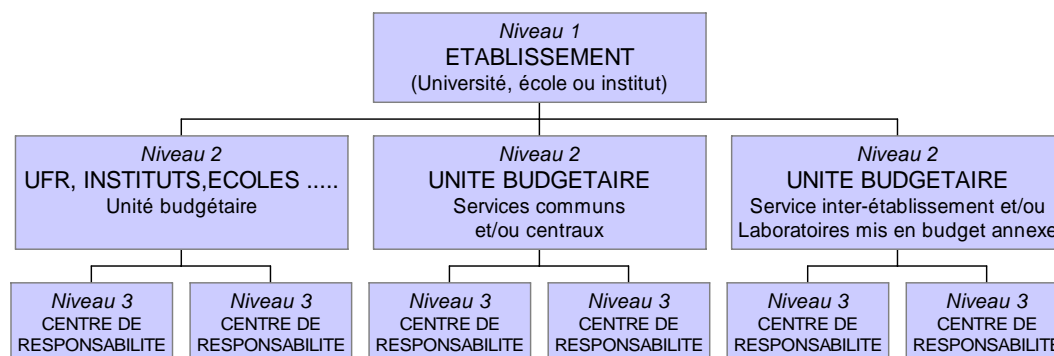 Niveau 1
ETABLISSEMENT
(Université, école ou institut)
Niveau 2
UFR, INSTITUTS,ECOLES .....
Unité budgétaire
Niveau 2
UNITE BUDGETAIRE
Services communs
et/ou centraux
Niveau 2
UNITE BUDGETAIRE
Service inter-établissement et/ou
Laboratoires mis en budget annexe
Niveau 3
CENTRE DE
RESPONSABILITE
Niveau 3
CENTRE DE
RESPONSABILITE
Niveau 3
CENTRE DE
RESPONSABILITE
Niveau 3
CENTRE DE
RESPONSABILITE
Niveau 3
CENTRE DE
RESPONSABILITE
Niveau 3
CENTRE DE
RESPONSABILITE